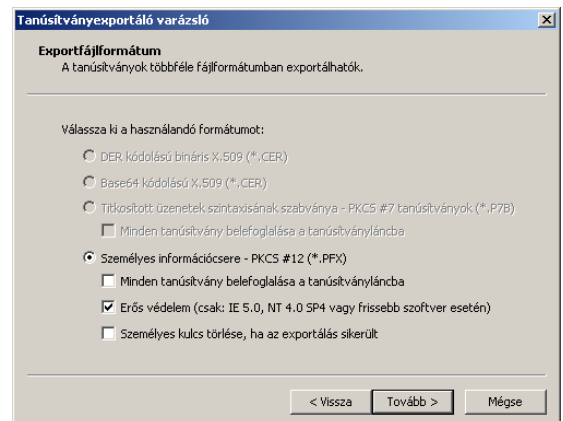 Tanúsítványexportáló varázsló
Exportfájlformátum
A tanúsítványok többféle fájlformátumban exportálhatók.
Válassza ki a használandó formátumot:
DER kódolású bináris X.509 (*.CER)
Base64 kódolású X.509 (*.CER)
Titkosított üzenetek szintaxisának szabványa - PKCS #7 tanúsítványok (*.P7B)
Minden tanúsítvány belefoglalása a tanúsítványláncba
Személyes információcsere - PKCS #12 (*.PFX)
Minden tanúsítvány belefoglalása a tanúsítványláncba
Erős védelem (csak: IE 5.0, NT 4.0 SP4 vagy frissebb szoftver esetén)
Személyes kulcs törlése, ha az exportálás sikerült
< Vissza Tovább > Mégse